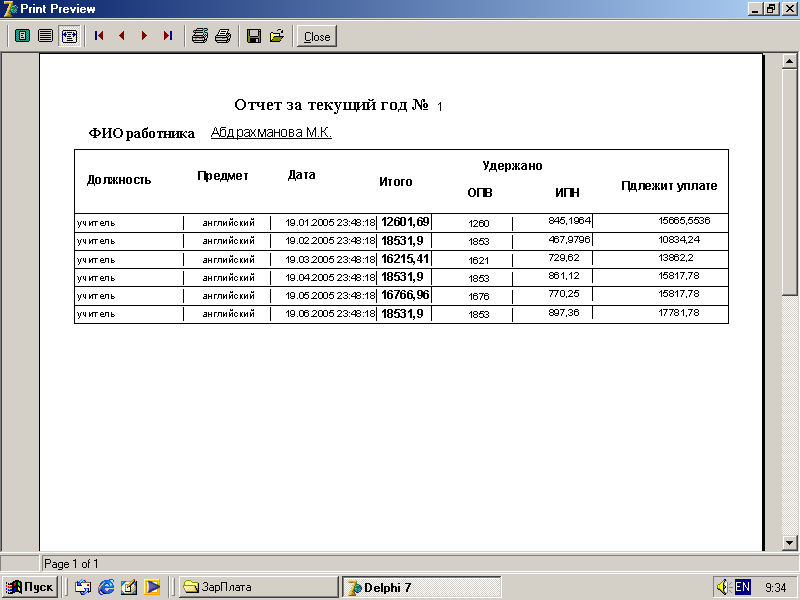 Print Preview
Close
Отчет за текущий год № 1
ФИО работника Абдрахманова М.К.
Удержано
Должность Предмет Дата Итого ОПВ ИПН Пдлежит уплате
учитель английский 19.01.2005 23:48:18 12601,69 1260 845,1964 15665,5536
учитель английский 19.02.2005 23:48:18 18531,9 1853 467,9796 10834,24
учитель английский 19.03.2005 23:48:18 16215,41 1621 729,62 13862,2
учитель английский 19.04.2005 23:48:18 18531,9 1853 861,12 15817,78
учитель английский 19.05.2005 23:48:18 16766,96 1676 770,25 15817,78
учитель английский 19.06.2005 23:48:18 18531,9 1853 897,36 17781,78
Page 1 of 1
Пуск ЗарПлата Delphi 7 EN 9:34